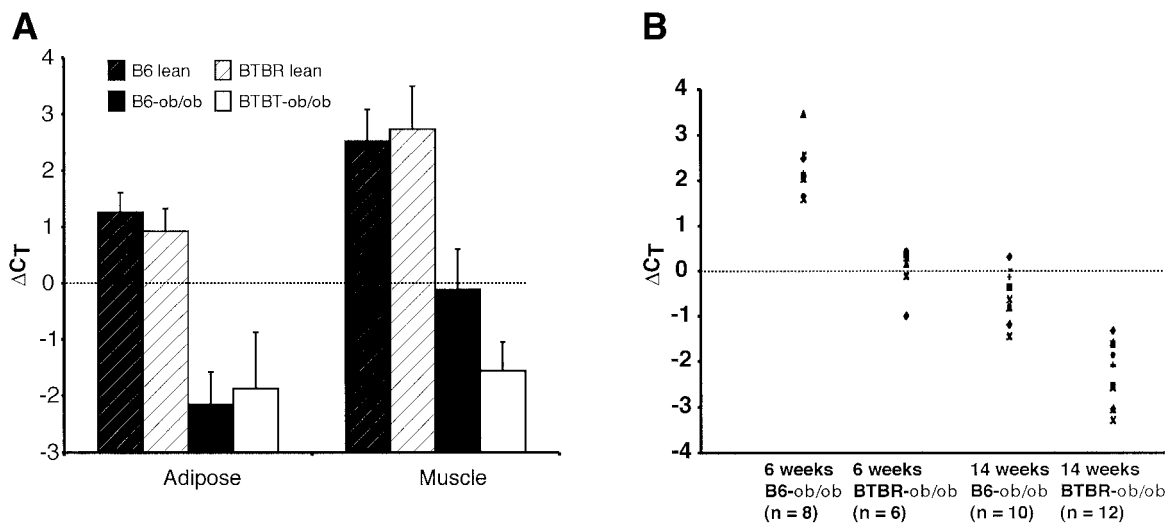 A
4
3
2
1
0
-1
-2
-3
ΔCT
B6 lean
BTBR lean
B6-ob/ob
BTBT-ob/ob
Adipose
Muscle
B
4
3
2
1
0
-1
-2
-3
-4
ΔCT
6 weeks
B6-ob/ob
(n = 8)
6 weeks
BTBR-ob/ob
(n = 6)
14 weeks
B6-ob/ob
(n = 10)
14 weeks
BTBR-ob/ob
(n = 12)